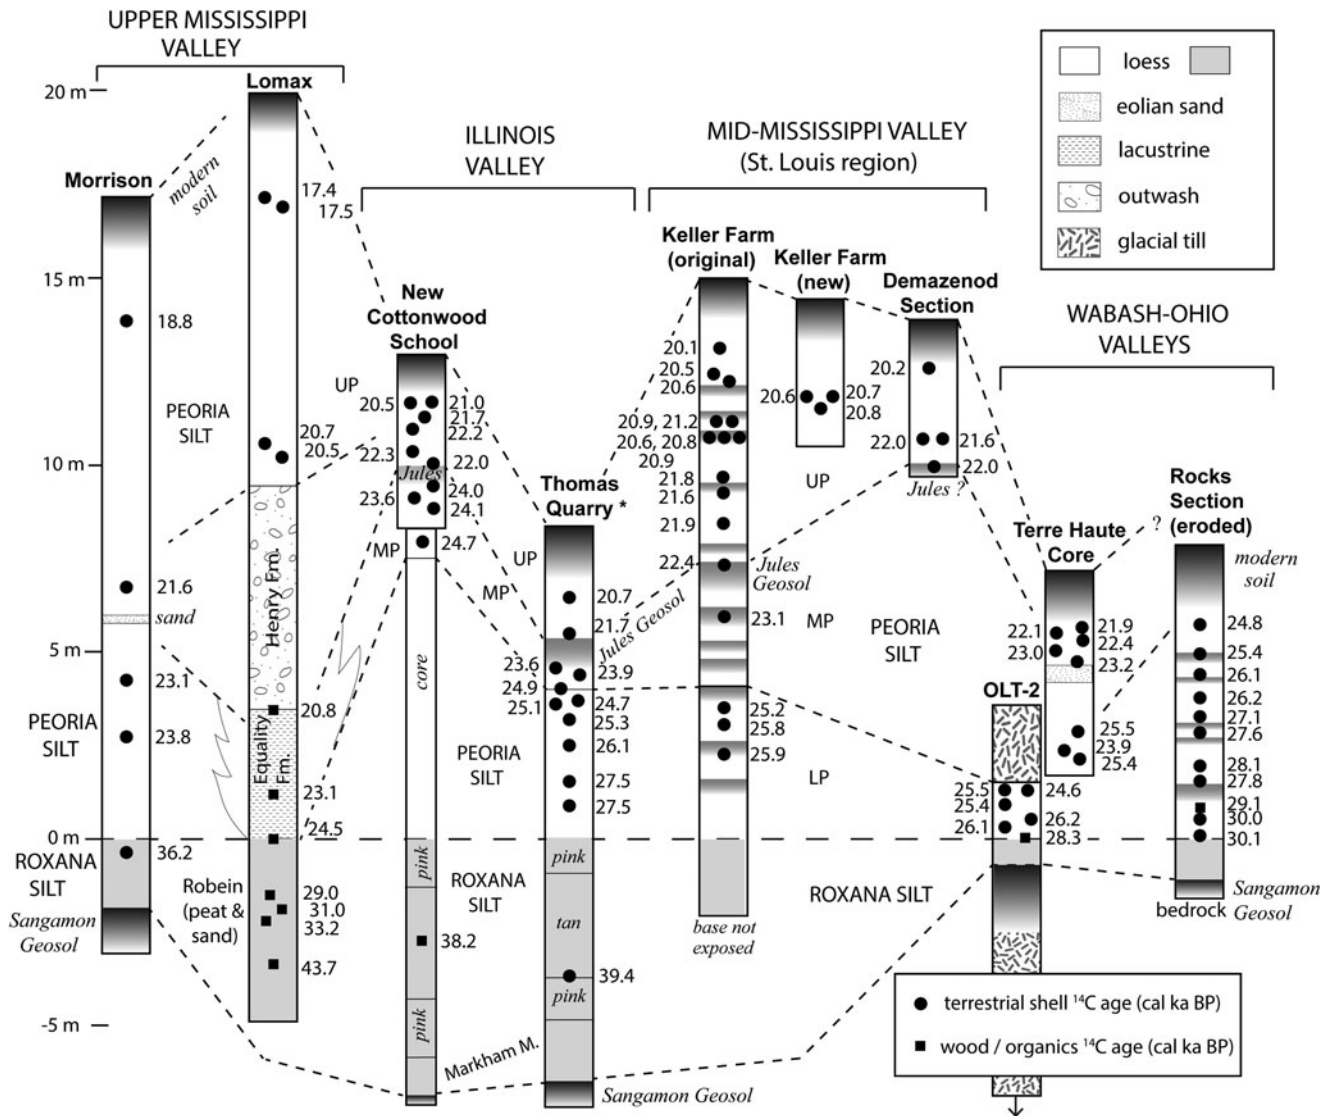 UPPER MISSISSIPPI
VALLEY
Lomax
20 m
15 m
10 m
5 m
0 m
-5 m
Morrison
modern
soil
18.8
PEORIA
SILT
21.6
sand
23.1
PEORIA
SILT
23.8
36.2
ROXANA
SILT
Sangamon
Geosol
17.4
17.5
20.7
20.5
Henry Fm.
20.8
Equality
Fm.
23.1
24.5
Robein
(peat &
sand)
29.0
31.0
33.2
43.7
ILLINOIS
VALLEY
New
Cottonwood
School
UP
20.5
21.0
21.7
22.2
22.3
22.0
Jules
24.0
23.6
24.1
24.7
MP
core
pink
ROXANA
SILT
38.2
pink
Markham M.
Thomas
Quarry *
UP
MP
20.7
21.7
Jules Geosol
23.6
23.9
24.9
24.7
25.1
25.3
26.1
27.5
27.5
PEORIA
SILT
pink
tan
39.4
pink
Sangamon Geosol
MID-MISSISSIPPI VALLEY
(St. Louis region)
Keller Farm
(original)
20.1
20.5
20.6
20.9, 21.2
20.6, 20.8
20.9
21.8
21.6
21.9
22.4
Jules
Geosol
23.1
MP
25.2
25.8
25.9
LP
base not
exposed
Keller Farm
(new)
20.6
20.7
20.8
UP
Demazenod
Section
20.2
22.0
21.6
22.0
Jules ?
PEORIA
SILT
ROXANA SILT
WABASH-OHIO
VALLEYS
OLT-2
25.5
24.6
25.4
26.2
26.1
28.3
Terre Haute
Core
?
22.1
21.9
22.4
23.0
23.2
25.5
23.9
25.4
Rocks
Section
(eroded)
modern
soil
24.8
25.4
26.1
26.2
27.1
27.6
28.1
27.8
29.1
30.0
30.1
Sangamon
Geosol
bedrock
loess
eolian sand
lacustrine
outwash
glacial till
terrestrial shell ¹⁴C age (cal ka BP)
wood / organics ¹⁴C age (cal ka BP)